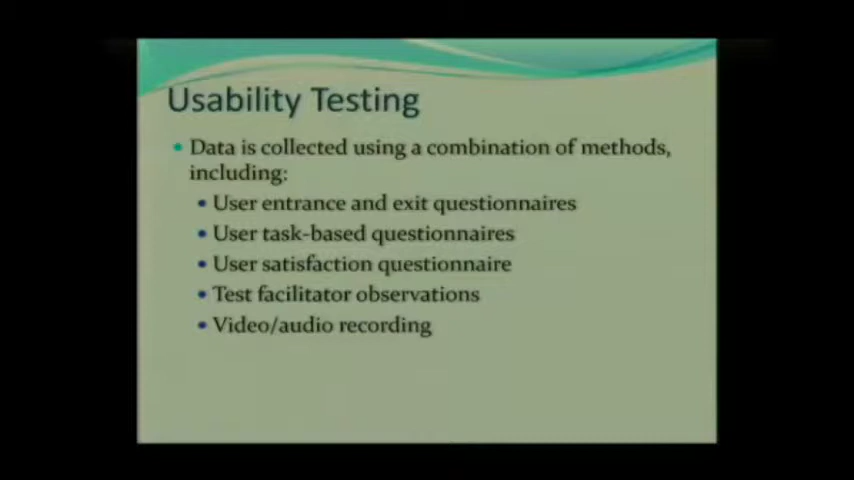 Usability Testing
• Data is collected using a combination of methods,
including:
• User entrance and exit questionnaires
• User task-based questionnaires
• User satisfaction questionnaire
• Test facilitator observations
• Video/audio recording